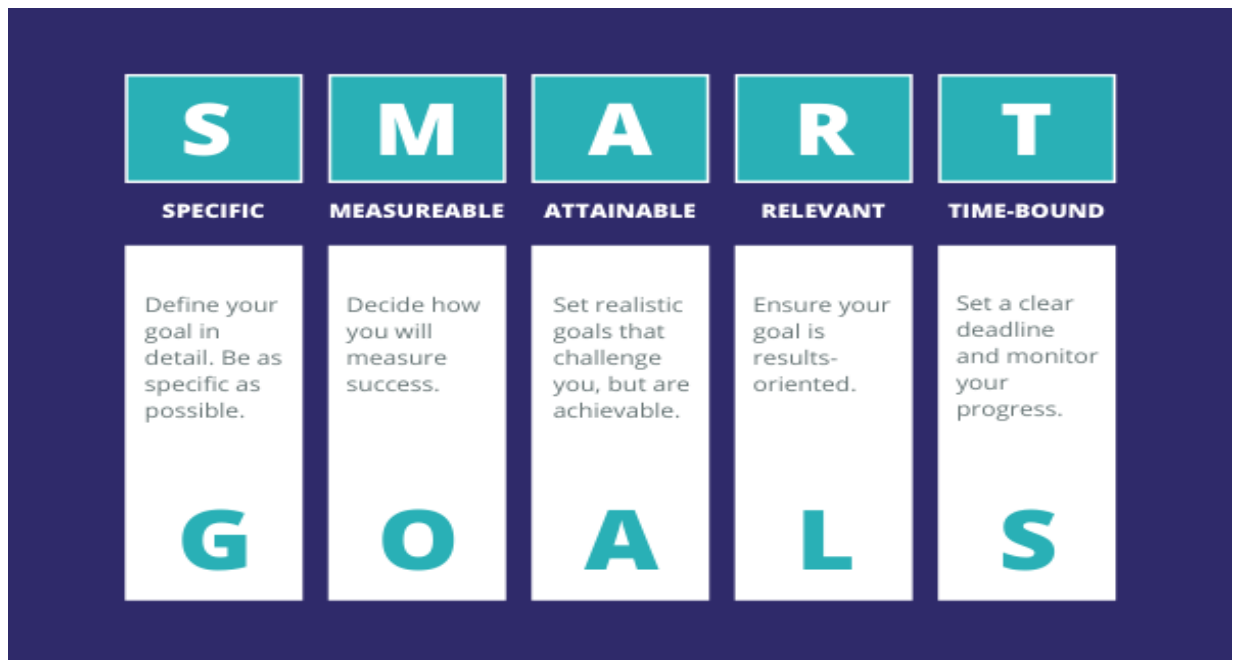 S M A R T
SPECIFIC MEASUREABLE ATTAINABLE RELEVANT TIME-BOUND
Define your
goal in
detail. Be as
specific as
possible.
Decide how
you will
measure
success.
Set realistic
goals that
challenge
you, but are
achievable.
Ensure your
goal is
results-
oriented.
Set a clear
deadline
and monitor
your
progress.
G O A L S